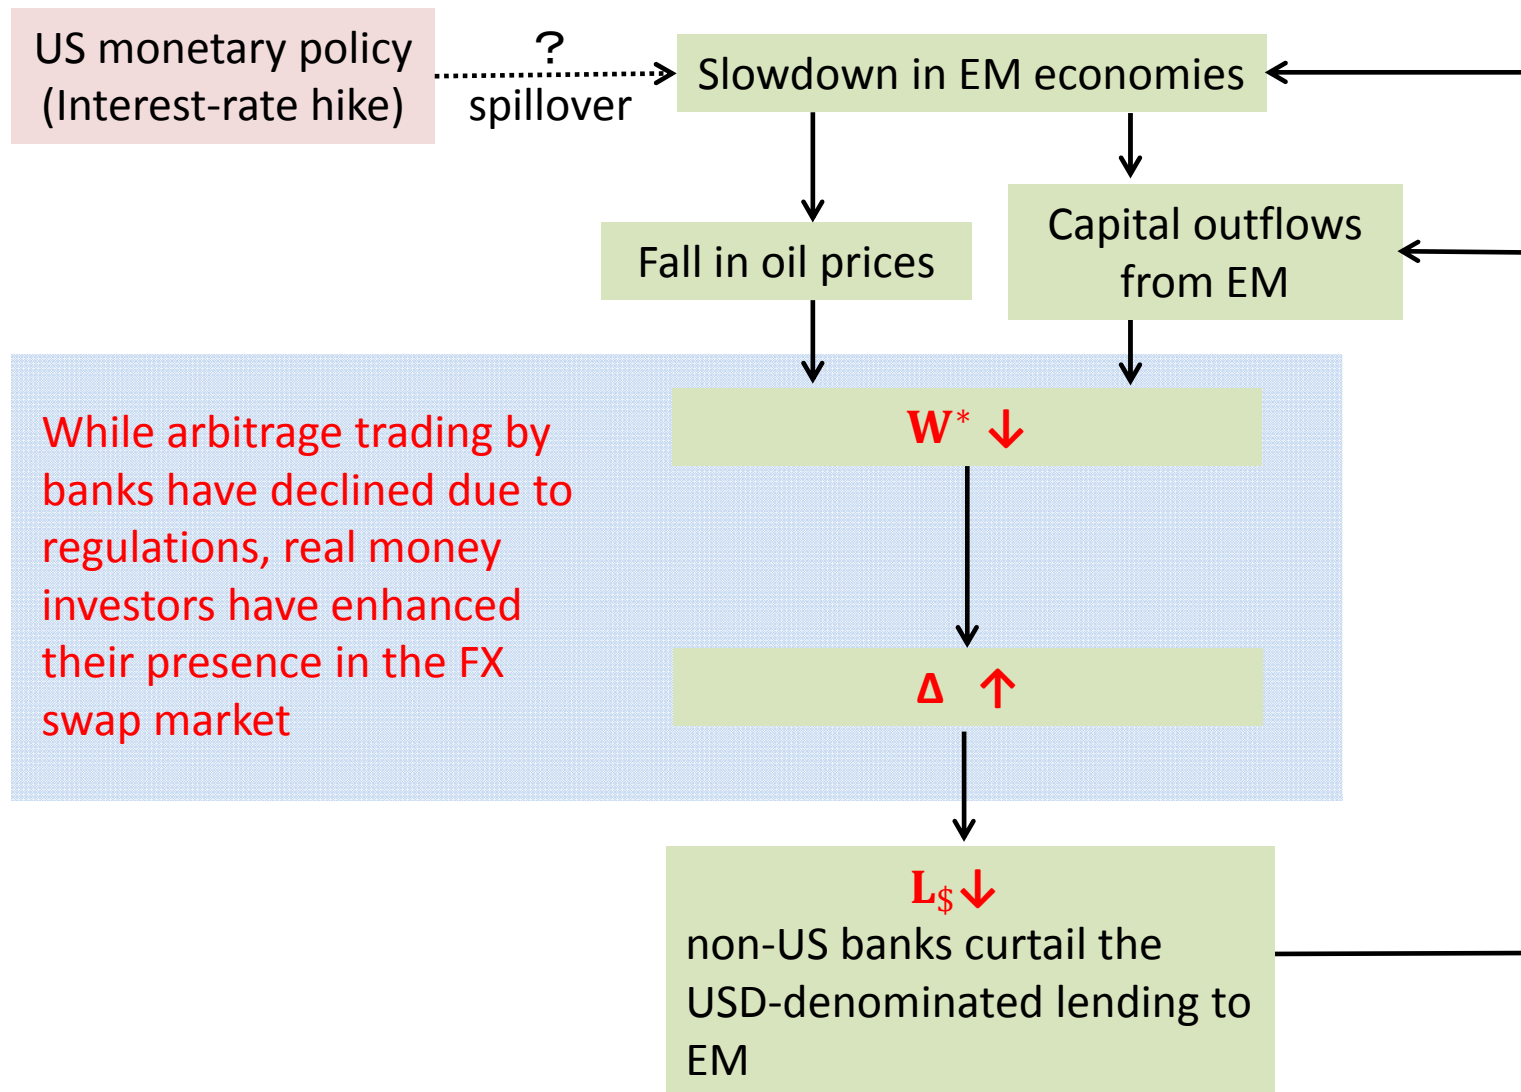 US monetary policy
(Interest-rate hike)
?
spillover
Slowdown in EM economies
Fall in oil prices
Capital outflows
from EM
While arbitrage trading by
banks have declined due to
regulations, real money
investors have enhanced
their presence in the FX
swap market
W* ↓
Δ ↑
L$ ↓
non-US banks curtail the
USD-denominated lending to
EM